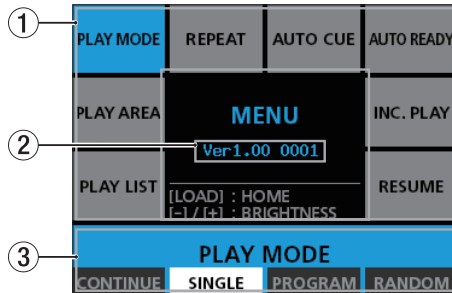 1
PLAY MODE REPEAT AUTO CUE AUTO READY
PLAY AREA MENU INC. PLAY
2
Ver1.00 0001
PLAY LIST RESUME
[LOAD] : HOME
[-] / [+] : BRIGHTNESS
3
PLAY MODE
CONTINUE SINGLE PROGRAM RANDOM